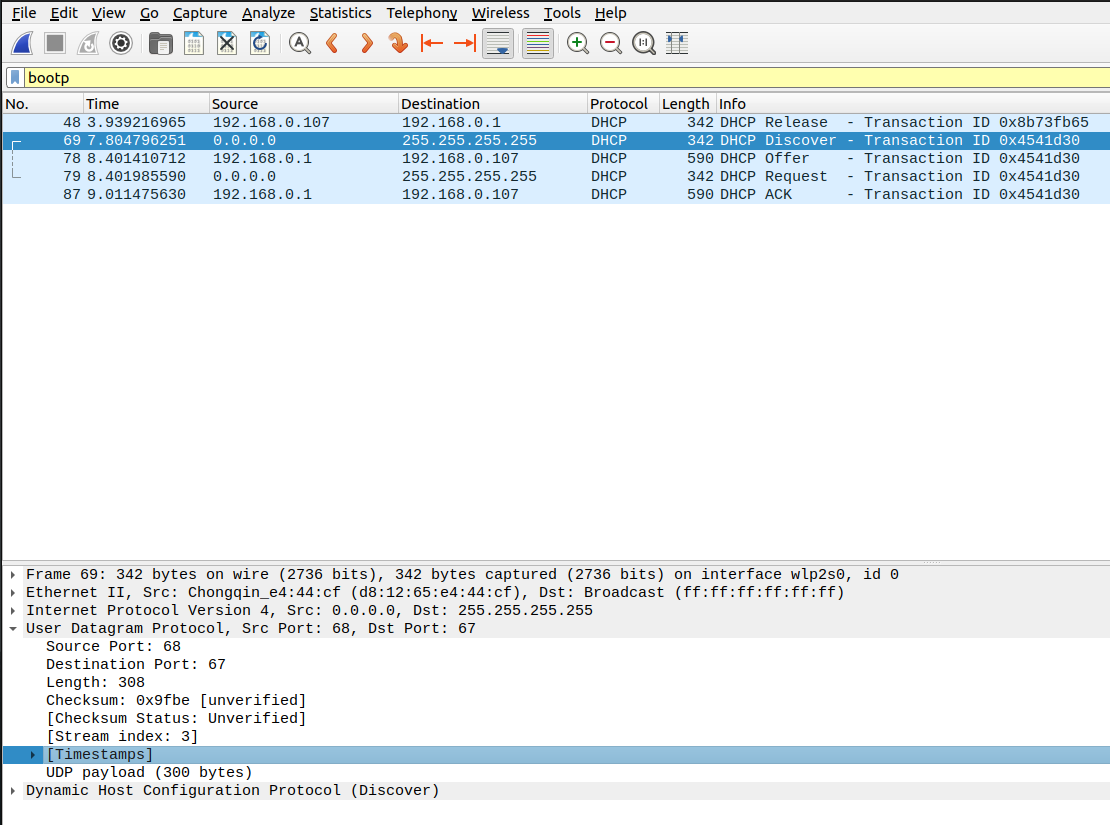 File Edit View Go Capture Analyze Statistics Telephony Wireless Tools Help
bootp
No. Time Source Destination Protocol Length Info
48 3.939216965 192.168.0.107 192.168.0.1 DHCP 342 DHCP Release - Transaction ID 0x8b73fb65
69 7.804796251 0.0.0.0 255.255.255.255 DHCP 342 DHCP Discover - Transaction ID 0x4541d30
78 8.401410712 192.168.0.1 192.168.0.107 DHCP 590 DHCP Offer - Transaction ID 0x4541d30
79 8.401985590 0.0.0.0 255.255.255.255 DHCP 342 DHCP Request - Transaction ID 0x4541d30
87 9.011475630 192.168.0.1 192.168.0.107 DHCP 590 DHCP ACK - Transaction ID 0x4541d30
Frame 69: 342 bytes on wire (2736 bits), 342 bytes captured (2736 bits) on interface wlp2s0, id 0
Ethernet II, Src: Chongqin_e4:44:cf (d8:12:65:e4:44:cf), Dst: Broadcast (ff:ff:ff:ff:ff:ff)
Internet Protocol Version 4, Src: 0.0.0.0, Dst: 255.255.255.255
User Datagram Protocol, Src Port: 68, Dst Port: 67
Source Port: 68
Destination Port: 67
Length: 308
Checksum: 0x9fbe [unverified]
[Checksum Status: Unverified]
[Stream index: 3]
[Timestamps]
UDP payload (300 bytes)
Dynamic Host Configuration Protocol (Discover)